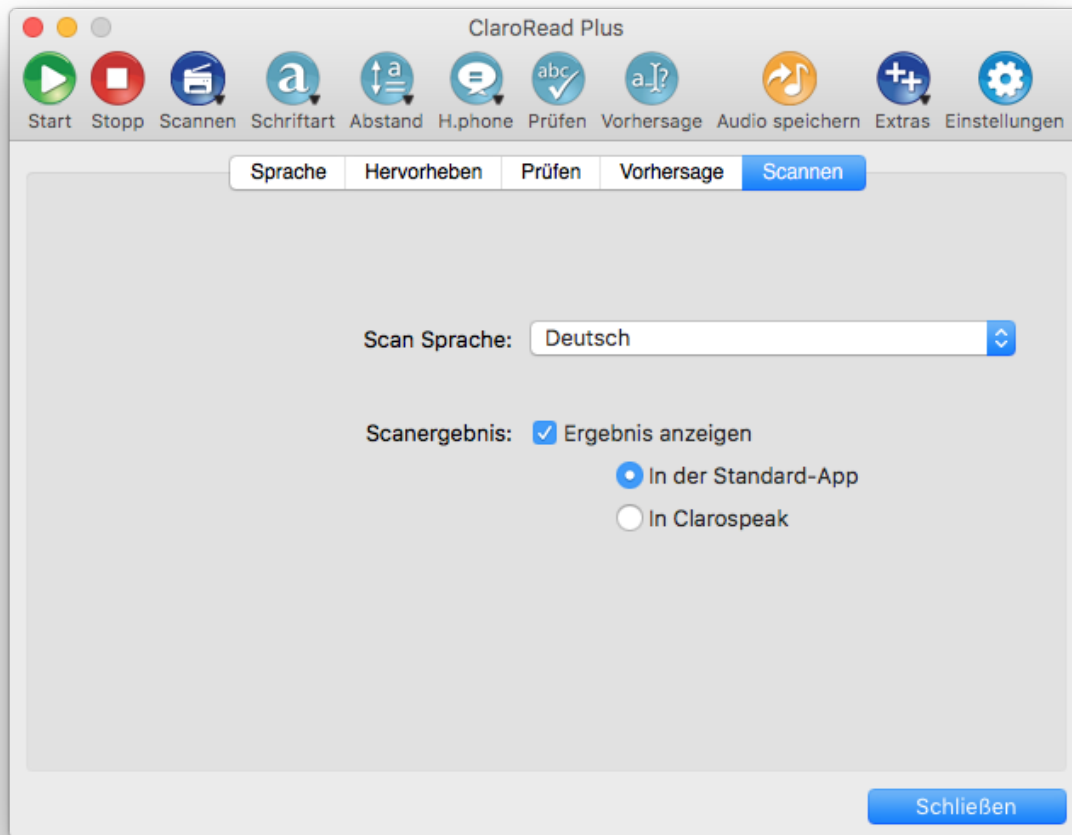 ClaroRead Plus
Start Stopp Scannen Schriftart Abstand H.phone Prüfen Vorhersage Audio speichern Extras Einstellungen
Sprache Hervorheben Prüfen Vorhersage Scannen
Scan Sprache: Deutsch
Scanergebnis: Ergebnis anzeigen
In der Standard-App
In Clarospeak
Schließen